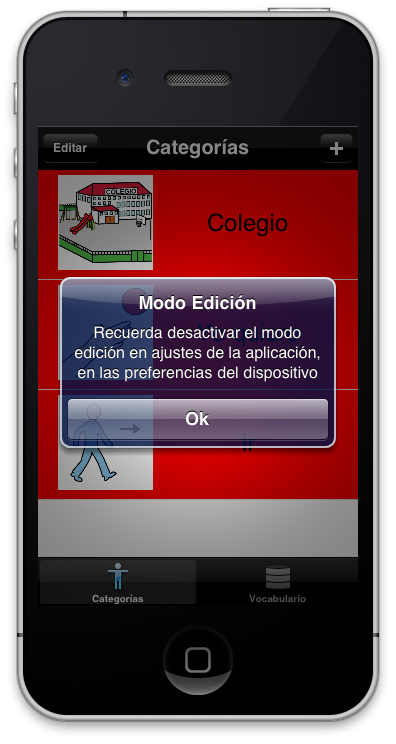 Editar
Categorías
+
COLEGIO
Colegio
Modo Edición
Recuerda desactivar el modo
edición en ajustes de la aplicación,
en las preferencias del dispositivo
Ok
Ir
Categorías
Vocabulario